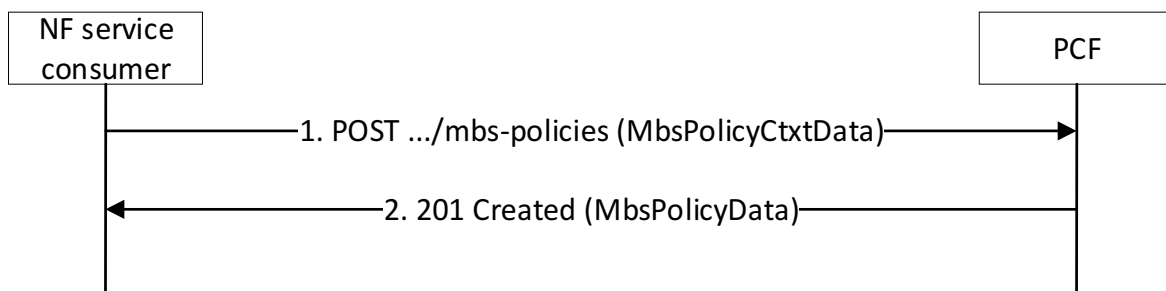 NF service
consumer
PCF
1. POST .../mbs-policies (MbsPolicyCtxtData)
2. 201 Created (MbsPolicyData)